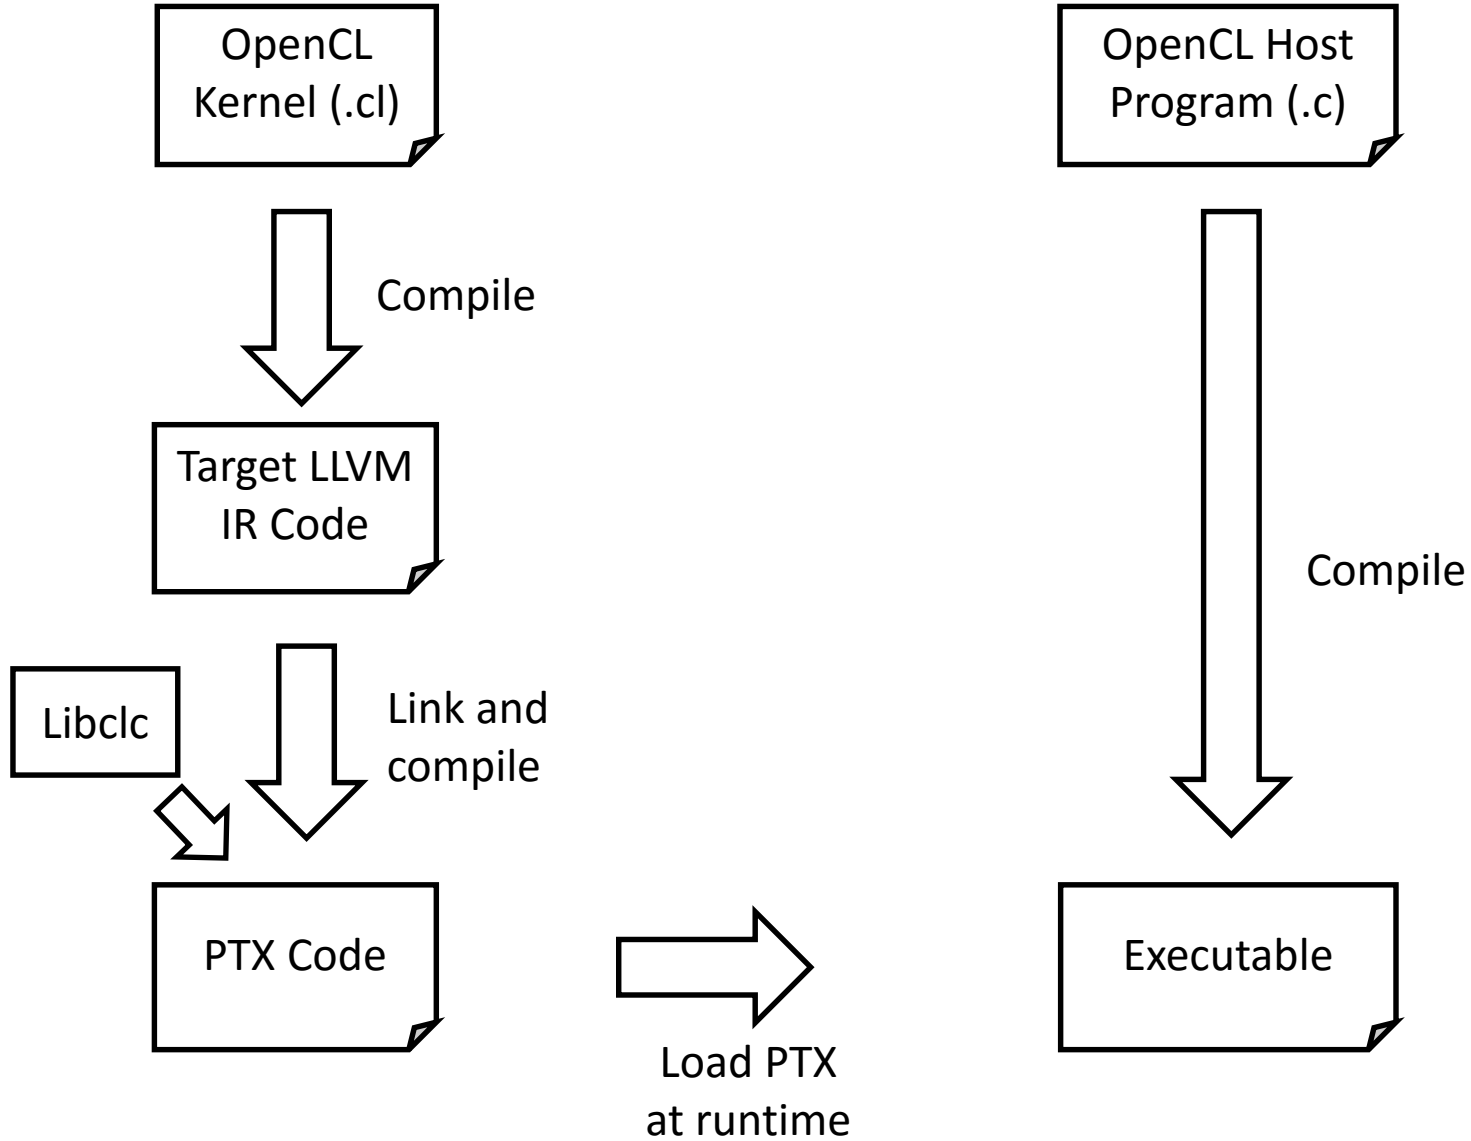 OpenCL
Kernel (.cl)
OpenCL Host
Program (.c)
Compile
Target LLVM
IR Code
Compile
Libclc
Link and
compile
PTX Code
Executable
Load PTX
at runtime